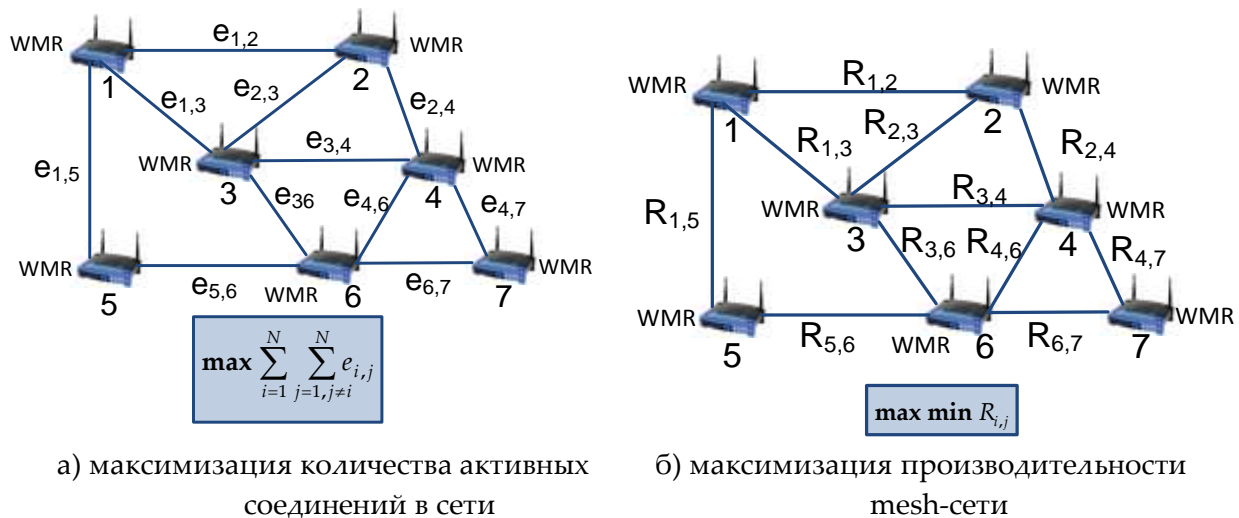 WMR
1
e1,2
WMR
2
e1,3
e2,3
e2,4
WMR
3
e3,4
WMR
4
e1,5
e36
e4,6
e4,7
WMR
5
e5,6
WMR
6
e6,7
WMR
7
max ∑_{i=1}^{N} ∑_{j=1, j≠i}^{N} e_{i,j}
а) максимизация количества активных
соединений в сети
WMR
1
R1,2
WMR
2
R1,3
R2,3
R2,4
WMR
3
R3,4
WMR
4
R1,5
R3,6
R4,6
R4,7
WMR
5
R5,6
WMR
6
R6,7
WMR
7
max min R_{i,j}
б) максимизация производительности
mesh-сети